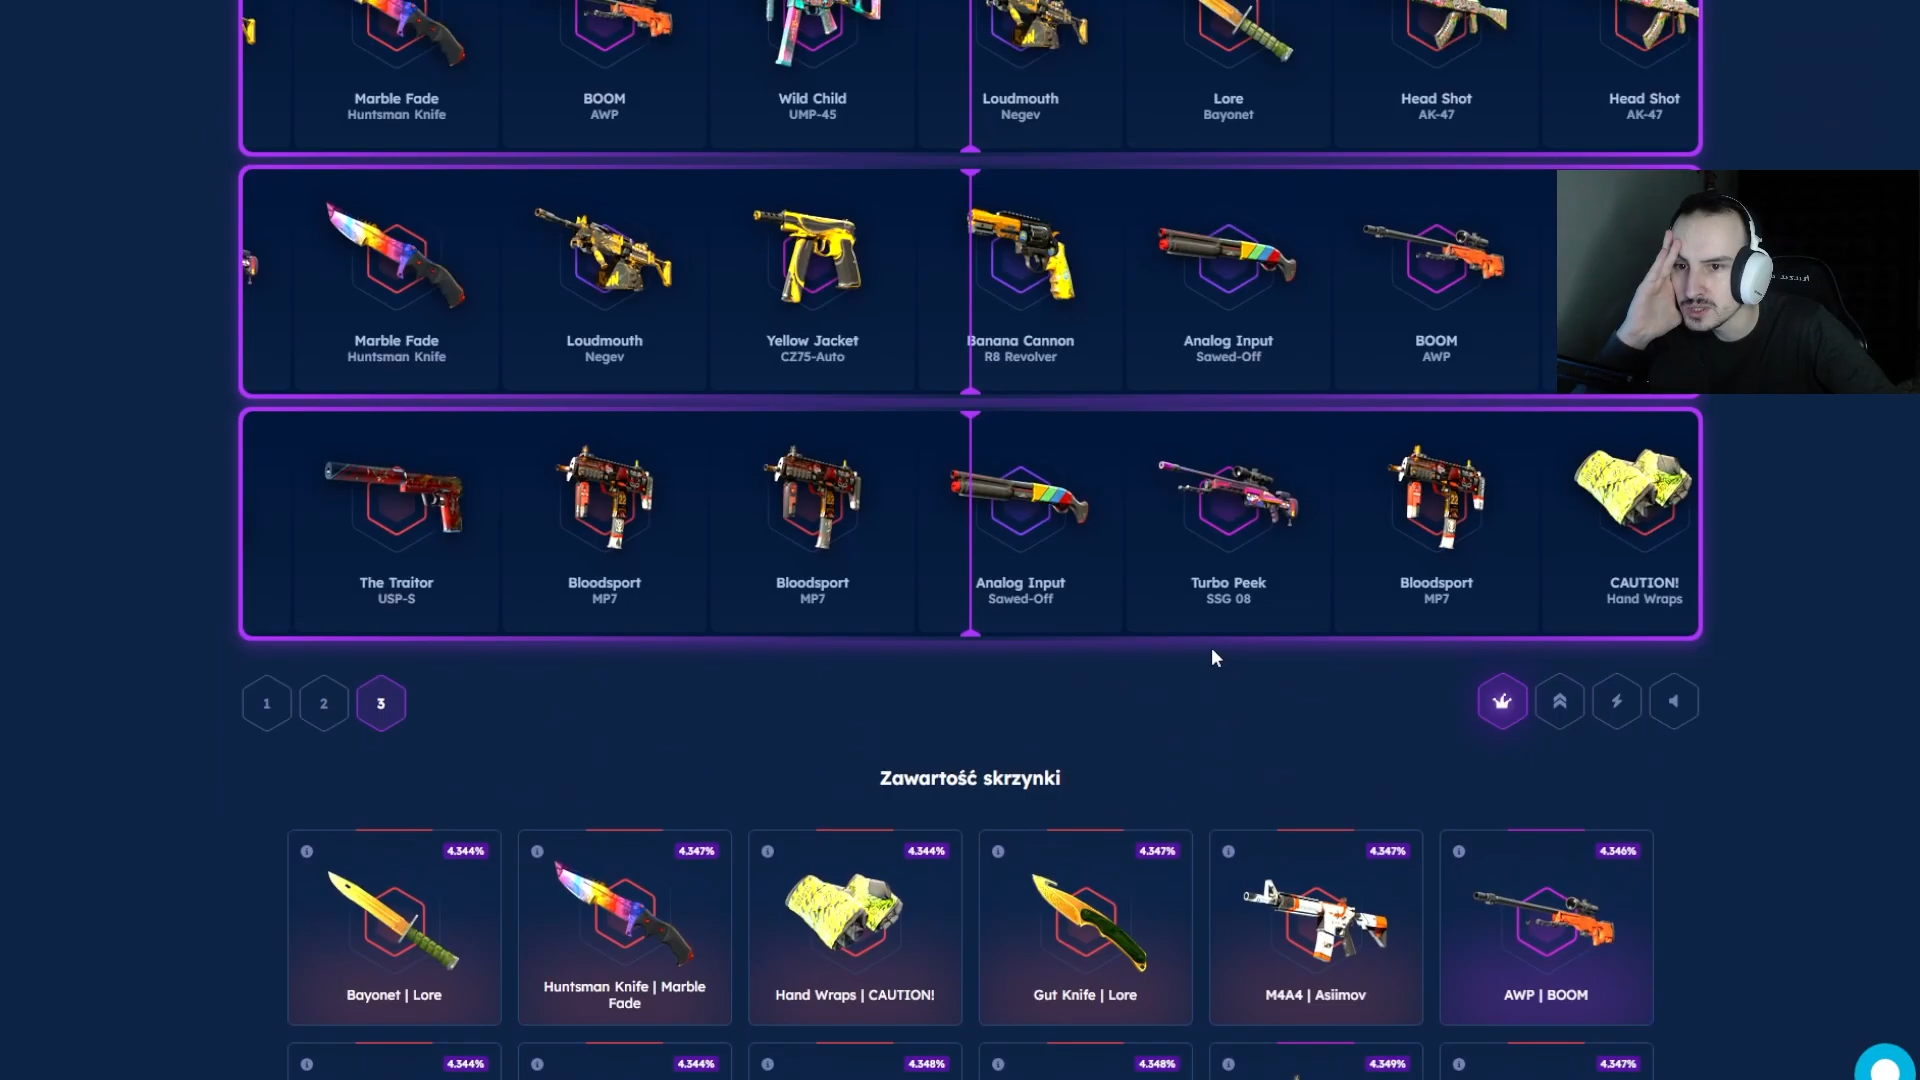 Marble Fade
Huntsman Knife
BOOM
AWP
Wild Child
UMP-45
Loudmouth
Negev
Lore
Bayonet
Head Shot
AK-47
Head Shot
AK-47
Marble Fade
Huntsman Knife
Loudmouth
Negev
Yellow Jacket
CZ75-Auto
Banana Cannon
R8 Revolver
Analog Input
Sawed-Off
BOOM
AWP
The Traitor
USP-S
Bloodsport
MP7
Bloodsport
MP7
Analog Input
Sawed-Off
Turbo Peek
SSG 08
Bloodsport
MP7
CAUTION!
Hand Wraps
1
2
3
Zawartość skrzynki
4.344%
4.347%
4.344%
4.347%
4.347%
4.346%
Bayonet | Lore
Huntsman Knife | Marble
Fade
Hand Wraps | CAUTION!
Gut Knife | Lore
M4A4 | Asiimov
AWP | BOOM
4.344%
4.344%
4.348%
4.348%
4.349%
4.347%